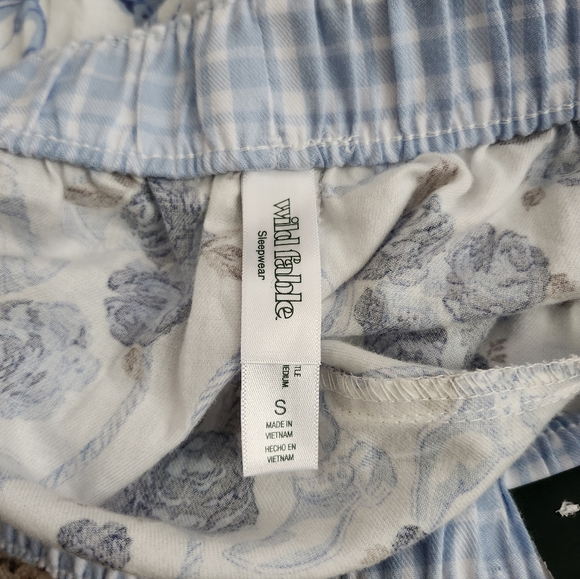 wild fable
Sleepwear
S
MADE IN
VIETNAM
HECHO EN
VIETNAM